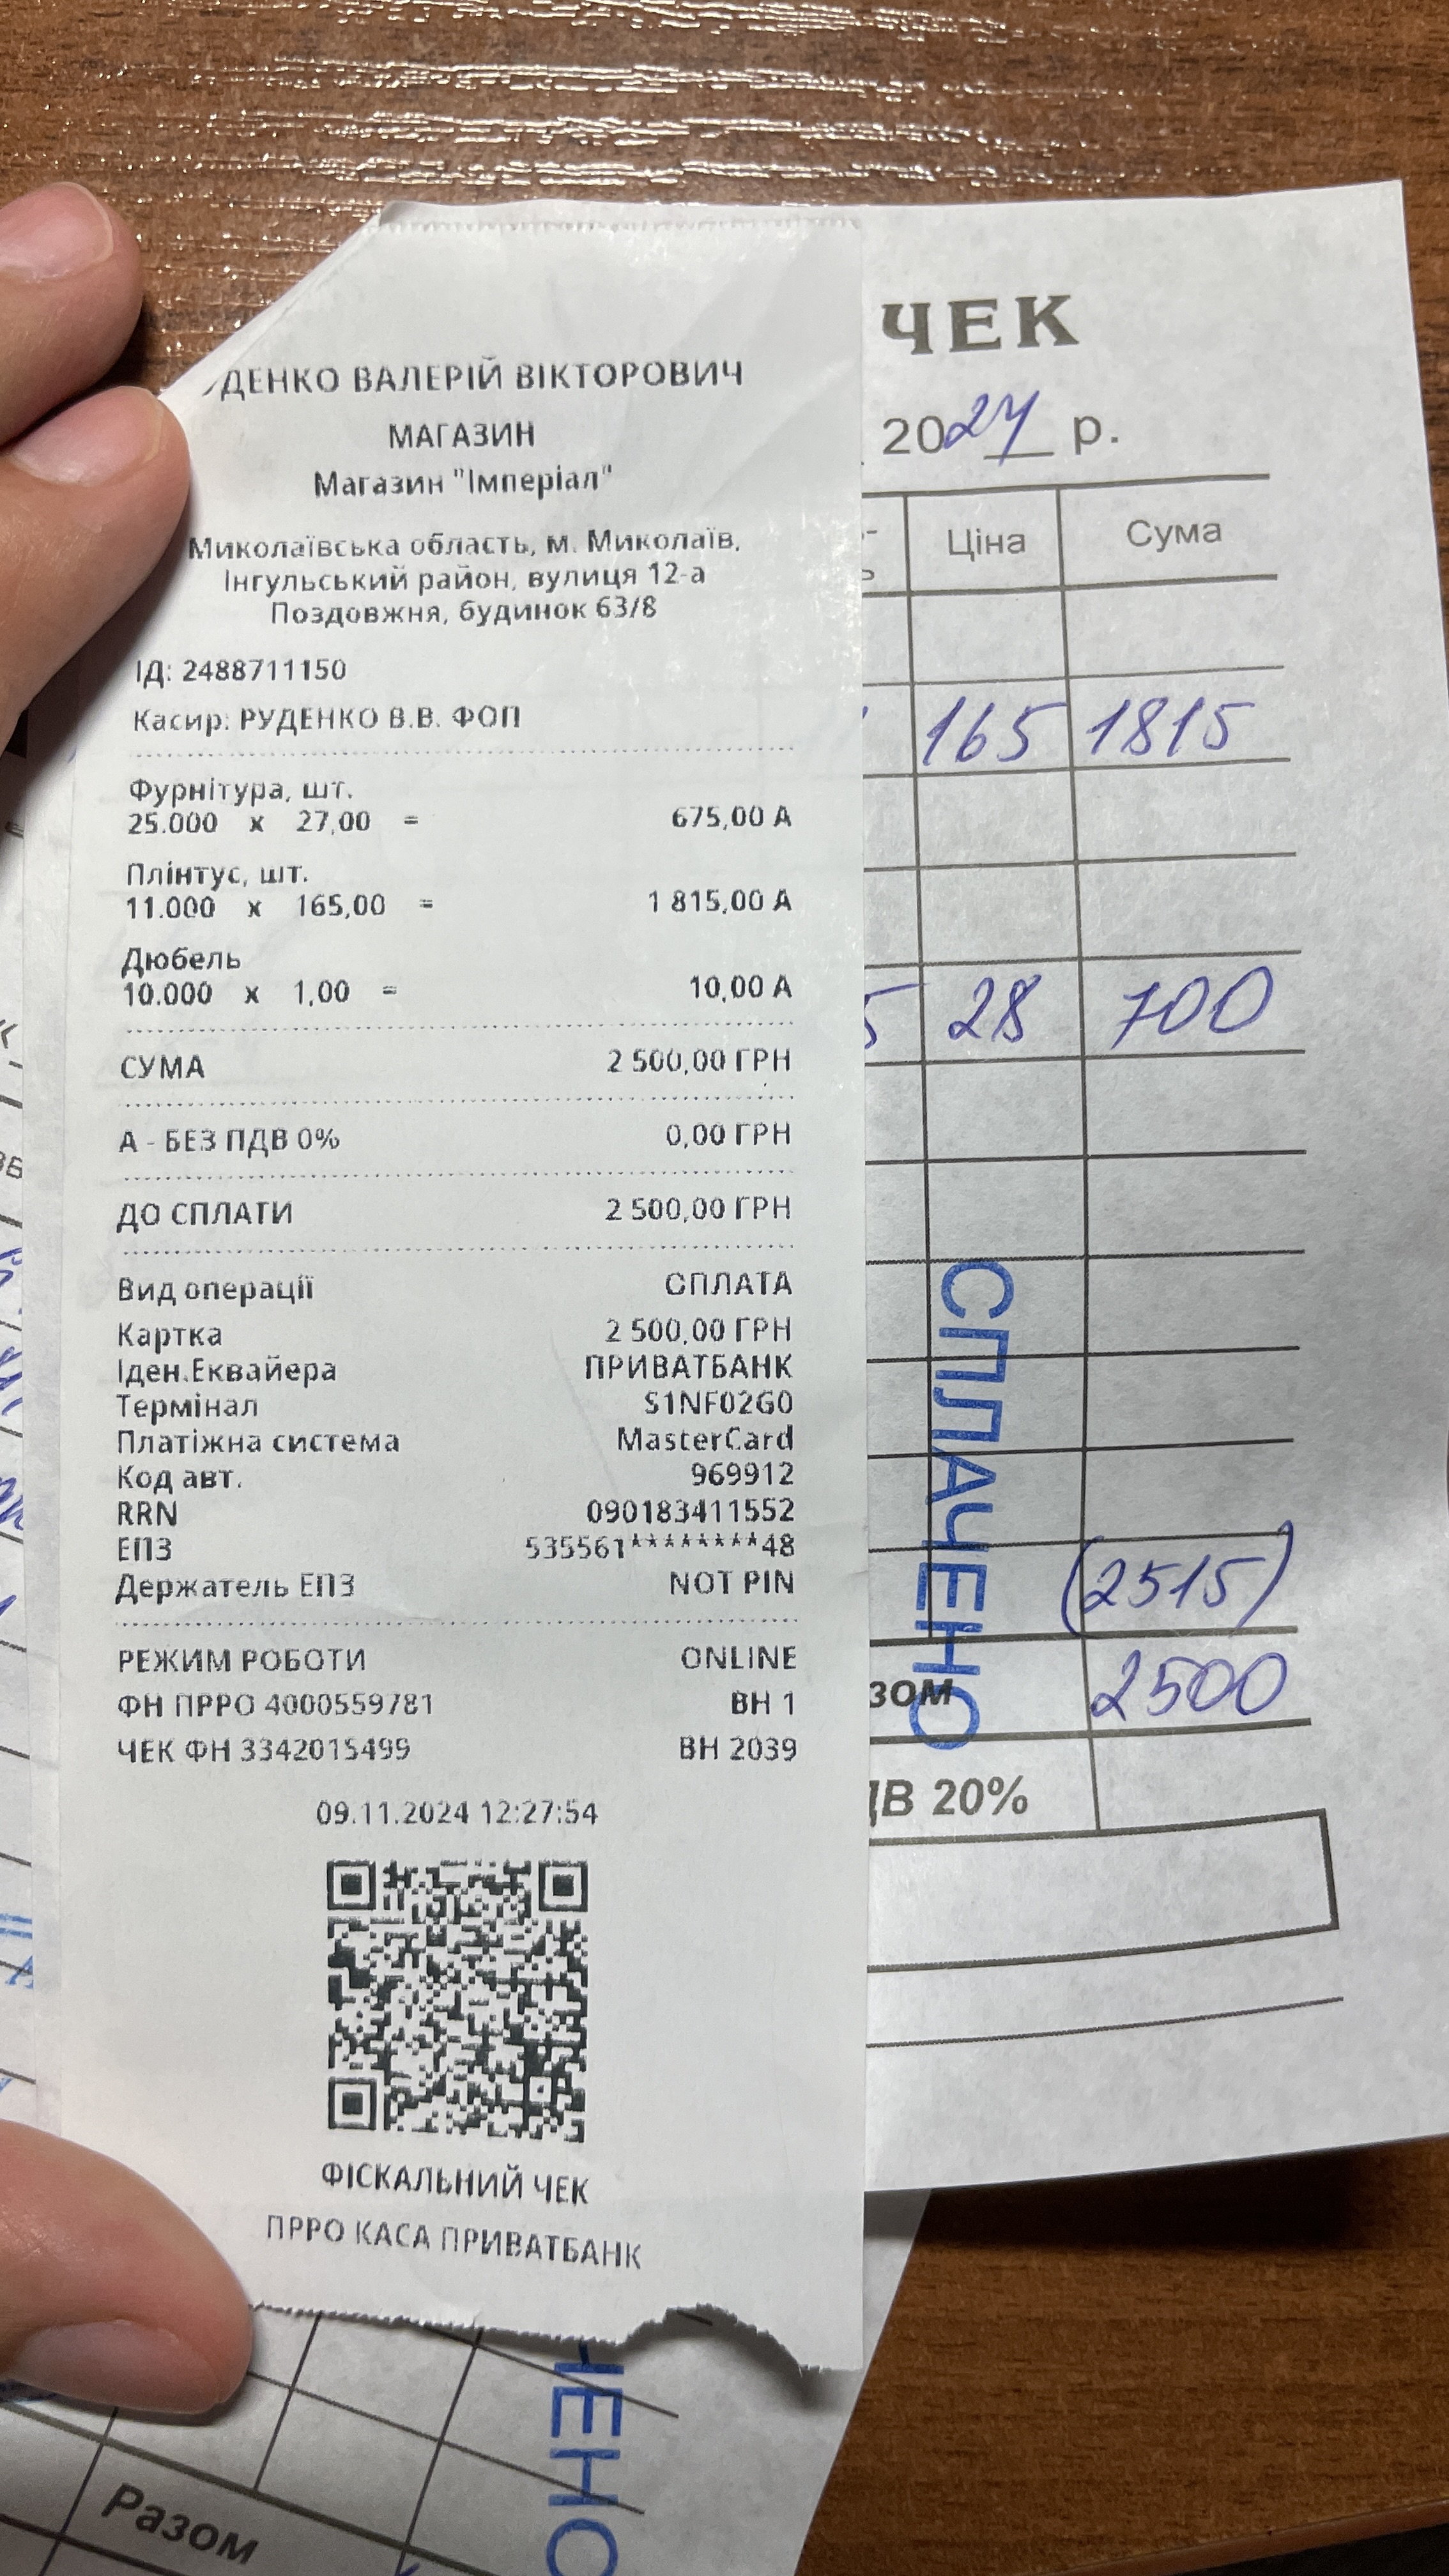 ДЕНКО ВАЛЕРІЙ ВІКТОРОВИЧ
МАГАЗИН
Магазин "Імперіал"
Миколаївська область, м. Миколаїв,
Інгульський район, вулиця 12-а
Поздовжня, будинок 63/8
ІД: 2488711150
Касир: РУДЕНКО В.В. ФОП
Фурнітура, шт.
25.000 x 27,00 = 675,00 А
Плінтус, шт.
11.000 x 165,00 = 1 815,00 А
Дюбель
10.000 x 1,00 = 10,00 А
СУМА 2 500,00 ГРН
А - БЕЗ ПДВ 0% 0,00 ГРН
ДО СПЛАТИ 2 500,00 ГРН
Вид операції ОПЛАТА
Картка 2 500,00 ГРН
Іден.Еквайера ПРИВАТБАНК
Термінал S1NF02G0
Платіжна система MasterCard
Код авт. 969912
RRN 090183411552
ЕПЗ 535561********48
Держатель ЕПЗ NOT PIN
РЕЖИМ РОБОТИ ONLINE
ФН ПРРО 4000559781 ВН 1
ЧЕК ФН 3342015499 ВН 2039
09.11.2024 12:27:54
ФІСКАЛЬНИЙ ЧЕК
ПРРО КАСА ПРИВАТБАНК
ЧЕК
2024 р.
Ціна Сума
165 1815
28 700
СПЛАЧЕНО
(2515)
зом 2500
ДВ 20%
ЧЕНО
Разом